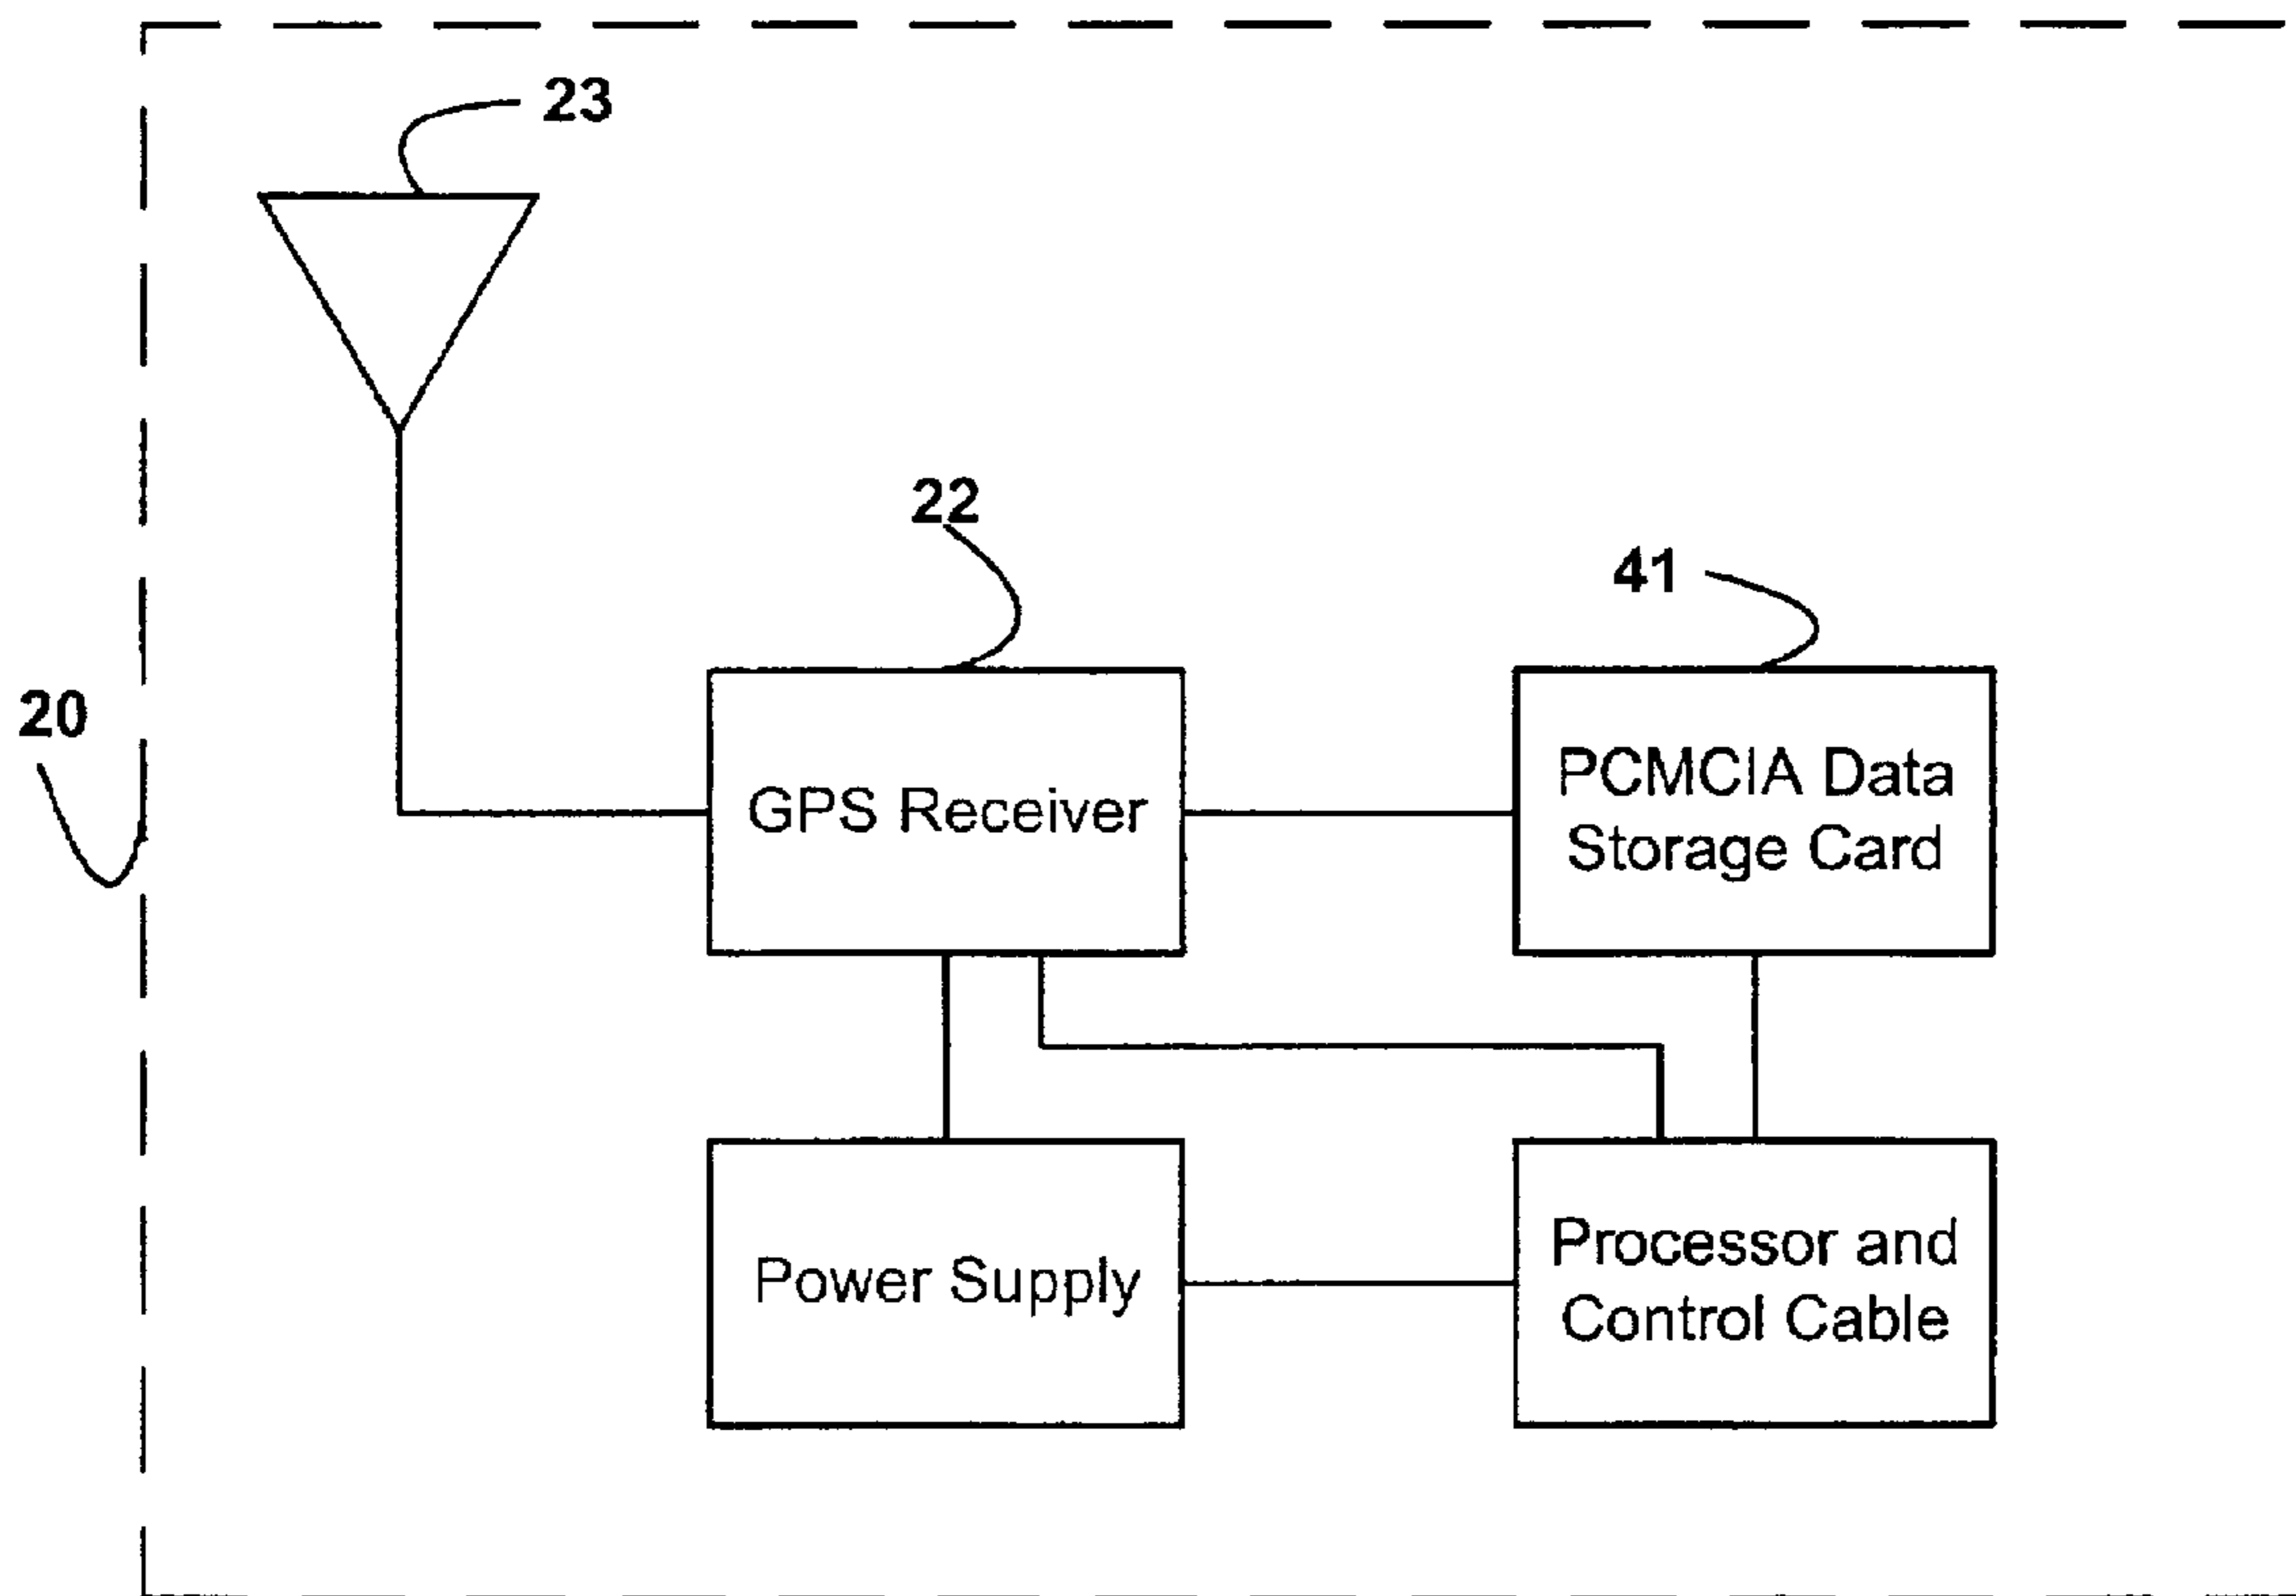 23
22
41
20
GPS Receiver
PCMCIA Data
Storage Card
Power Supply
Processor and
Control Cable